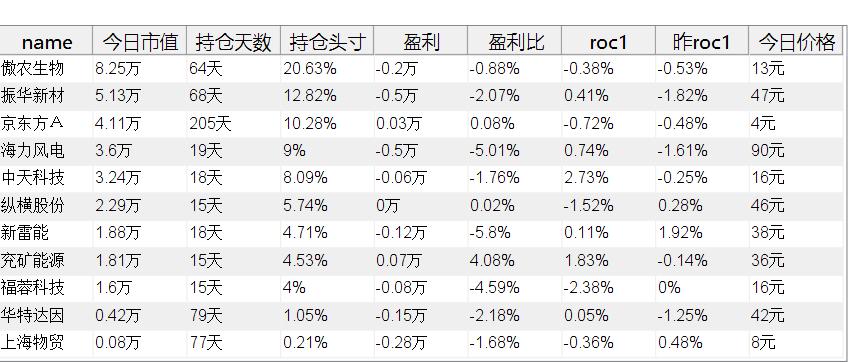 name 今日市值 持仓天数 持仓头寸 盈利 盈利比 roc1 昨roc1 今日价格
傲农生物 8.25万 64天 20.63% -0.2万 -0.88% -0.38% -0.53% 13元
振华新材 5.13万 68天 12.82% -0.5万 -2.07% 0.41% -1.82% 47元
京东方Ａ 4.11万 205天 10.28% 0.03万 0.08% -0.72% -0.48% 4元
海力风电 3.6万 19天 9% -0.5万 -5.01% 0.74% -1.61% 90元
中天科技 3.24万 18天 8.09% -0.06万 -1.76% 2.73% -0.25% 16元
纵横股份 2.29万 15天 5.74% 0万 0.02% -1.52% 0.28% 46元
新雷能 1.88万 18天 4.71% -0.12万 -5.8% 0.11% 1.92% 38元
兖矿能源 1.81万 15天 4.53% 0.07万 4.08% 1.83% -0.14% 36元
福蓉科技 1.6万 15天 4% -0.08万 -4.59% -2.38% 0% 16元
华特达因 0.42万 79天 1.05% -0.15万 -2.18% 0.05% -1.25% 42元
上海物贸 0.08万 77天 0.21% -0.28万 -1.68% -0.36% 0.48% 8元